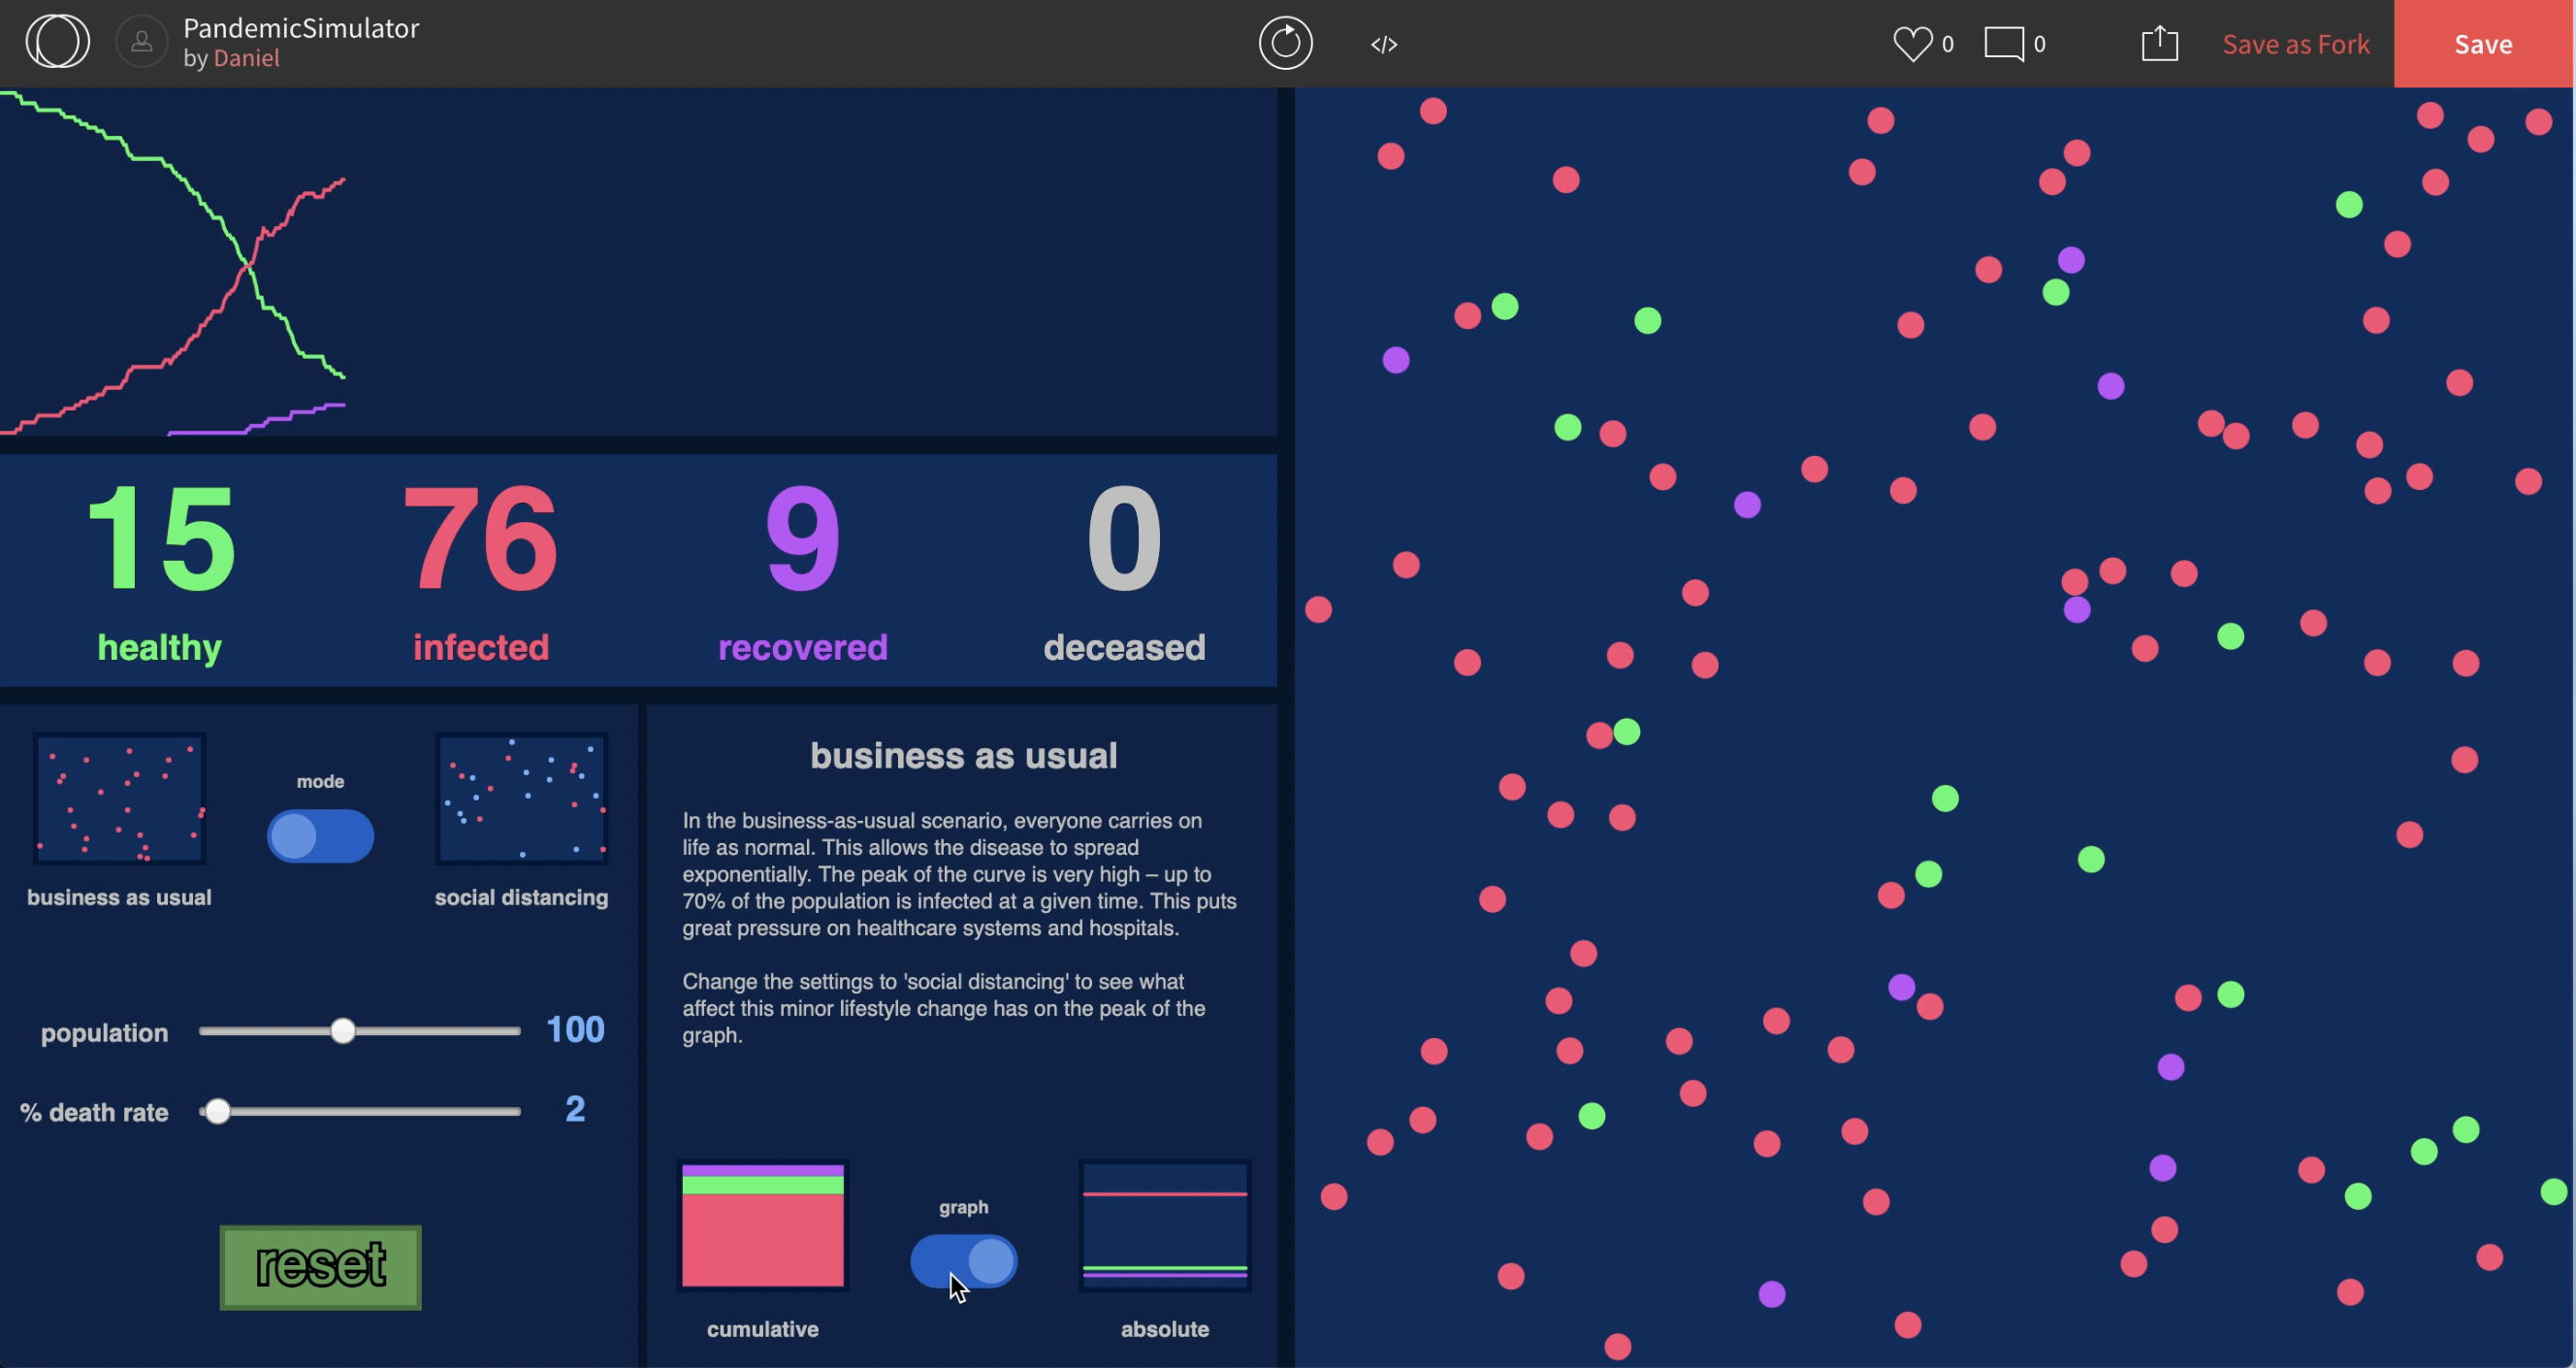 PandemicSimulator
by Daniel
</>
0
0
Save as Fork
Save
15
76
9
0
healthy
infected
recovered
deceased
mode
business as usual
social distancing
population
100
% death rate
2
reset
business as usual
In the business-as-usual scenario, everyone carries on
life as normal. This allows the disease to spread
exponentially. The peak of the curve is very high – up to
70% of the population is infected at a given time. This puts
great pressure on healthcare systems and hospitals.
Change the settings to 'social distancing' to see what
affect this minor lifestyle change has on the peak of the
graph.
graph
cumulative
absolute